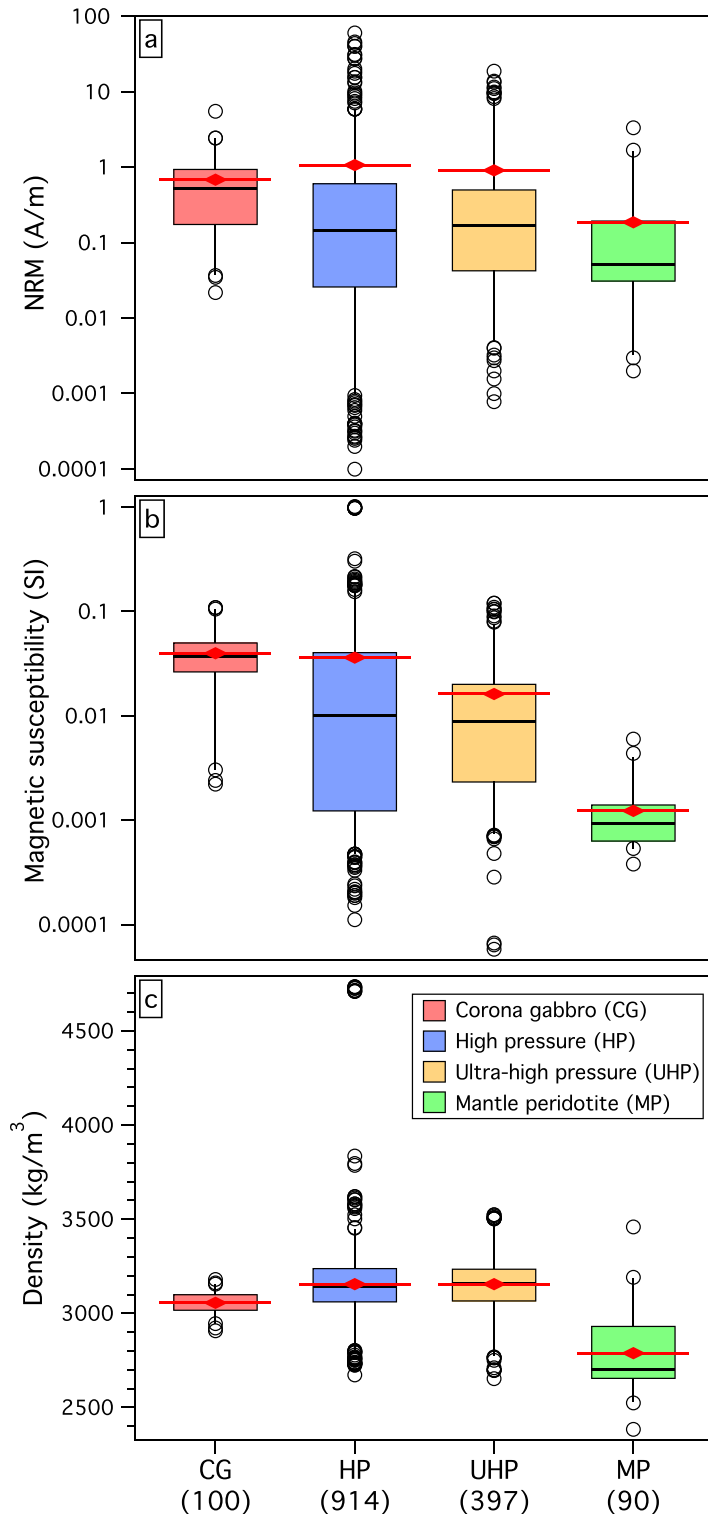 a
100
10
1
0.1
0.01
0.001
0.0001
NRM (A/m)
b
1
0.1
0.01
0.001
0.0001
Magnetic susceptibility (SI)
c
4500
4000
3500
3000
2500
Density (kg/m³)
Corona gabbro (CG)
High pressure (HP)
Ultra-high pressure (UHP)
Mantle peridotite (MP)
CG HP UHP MP
(100) (914) (397) (90)